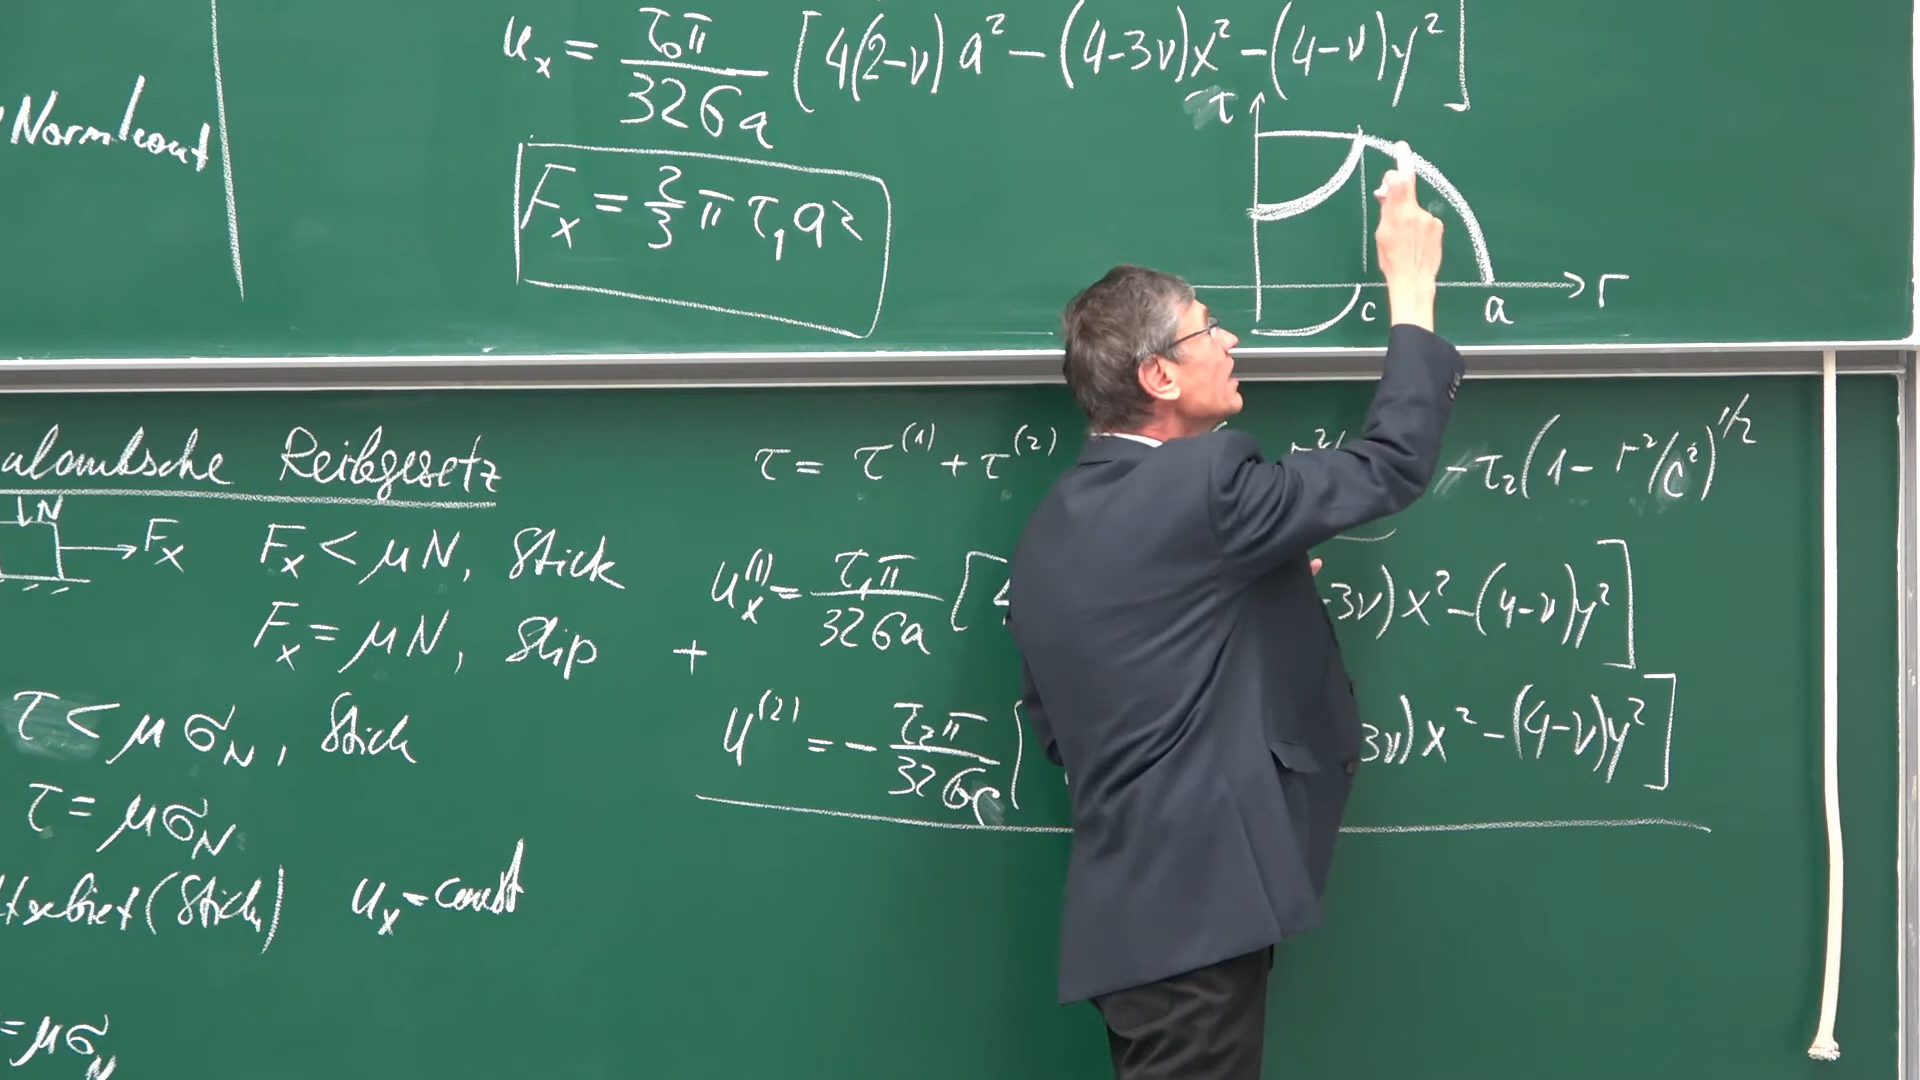 u_x = τ₀π / 32Ga [4(2-ν)a² - (4-3ν)x² - (4-ν)y²]
Normkont
F_x = 2/3 π τ₁ a²
τ
c
a
r
Reibgesetz
↓N
F_x
F_x < μN, Stick
F_x = μN, Slip
τ < μσ_N, Stick
τ = μσ_N
(Stick) u_x = const
= μσ_N
τ = τ⁽¹⁾ + τ⁽²⁾
- τ₂(1 - r²/c²)^1/2
u_x⁽¹⁾ = τ₁π / 32Ga [
3ν)x² - (4-ν)y²]
+
u⁽²⁾ = - τ₂π / 32Gc [
3ν)x² - (4-ν)y²]